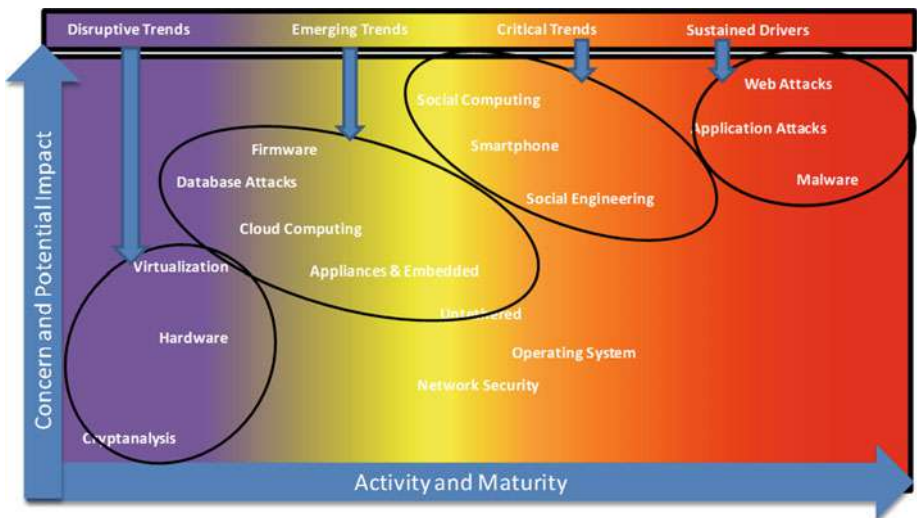 Disruptive Trends
Emerging Trends
Critical Trends
Sustained Drivers
Web Attacks
Social Computing
Application Attacks
Smartphone
Firmware
Malware
Database Attacks
Social Engineering
Cloud Computing
Virtualization
Appliances & Embedded
Untethered
Hardware
Operating System
Network Security
Cryptanalysis
Concern and Potential Impact
Activity and Maturity